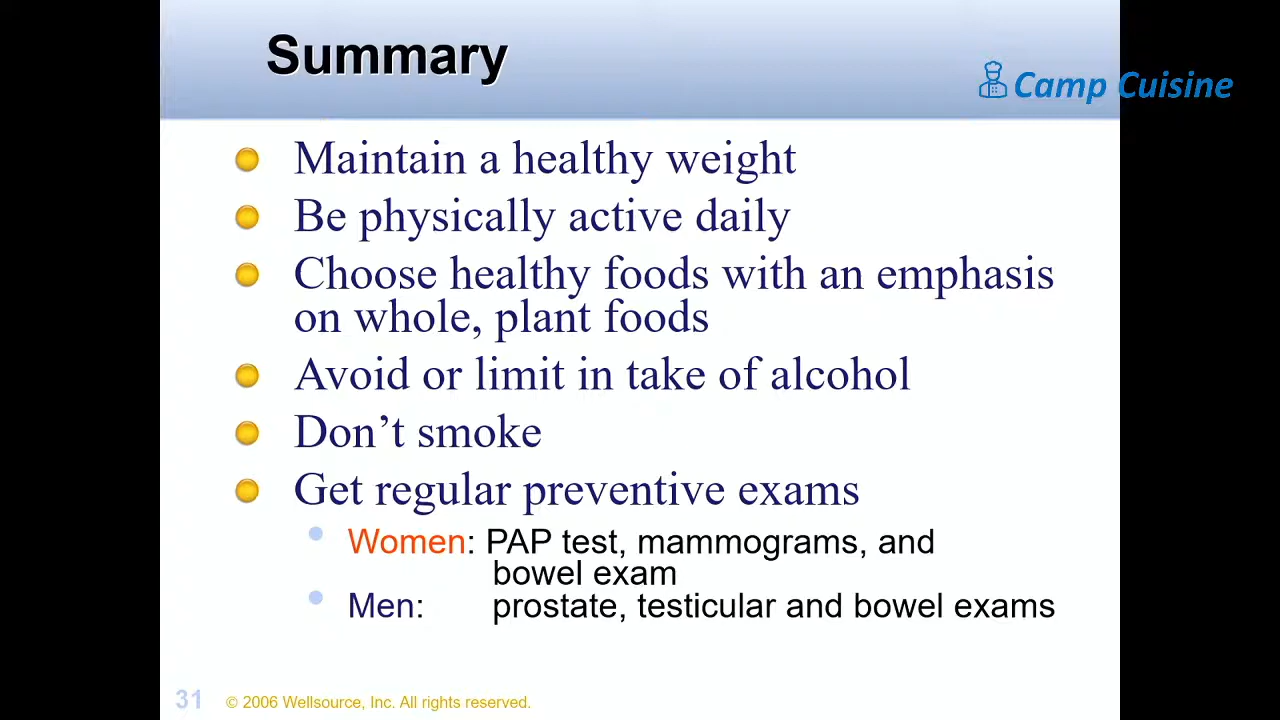 Summary
Camp Cuisine
Maintain a healthy weight
Be physically active daily
Choose healthy foods with an emphasis
on whole, plant foods
Avoid or limit in take of alcohol
Don’t smoke
Get regular preventive exams
Women: PAP test, mammograms, and
bowel exam
Men: prostate, testicular and bowel exams
31 © 2006 Wellsource, Inc. All rights reserved.